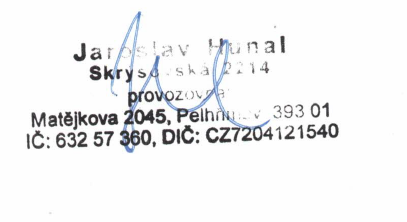 Jaroslav Hunal
Skrysovská 2214
provozovna:
Matějkova 2045, Pelhřimov, 393 01
IČ: 632 57 360, DIČ: CZ7204121540